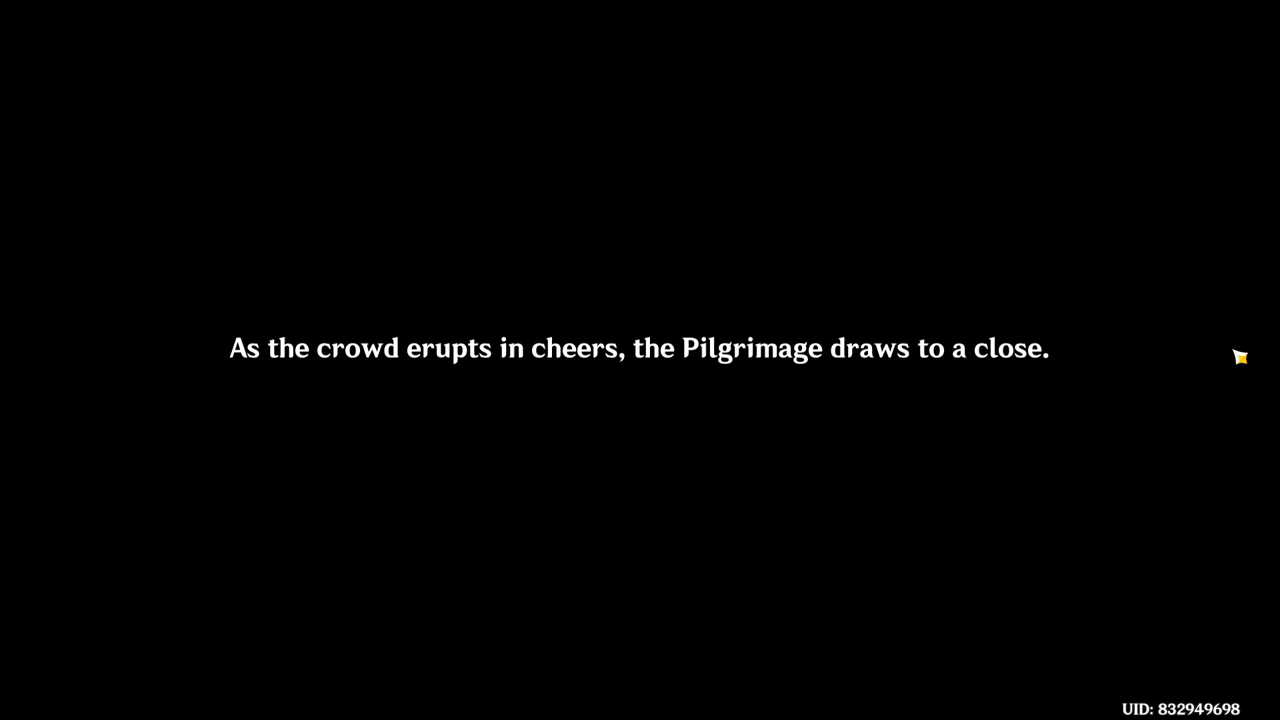 As the crowd erupts in cheers, the Pilgrimage draws to a close.
UID: 832949698